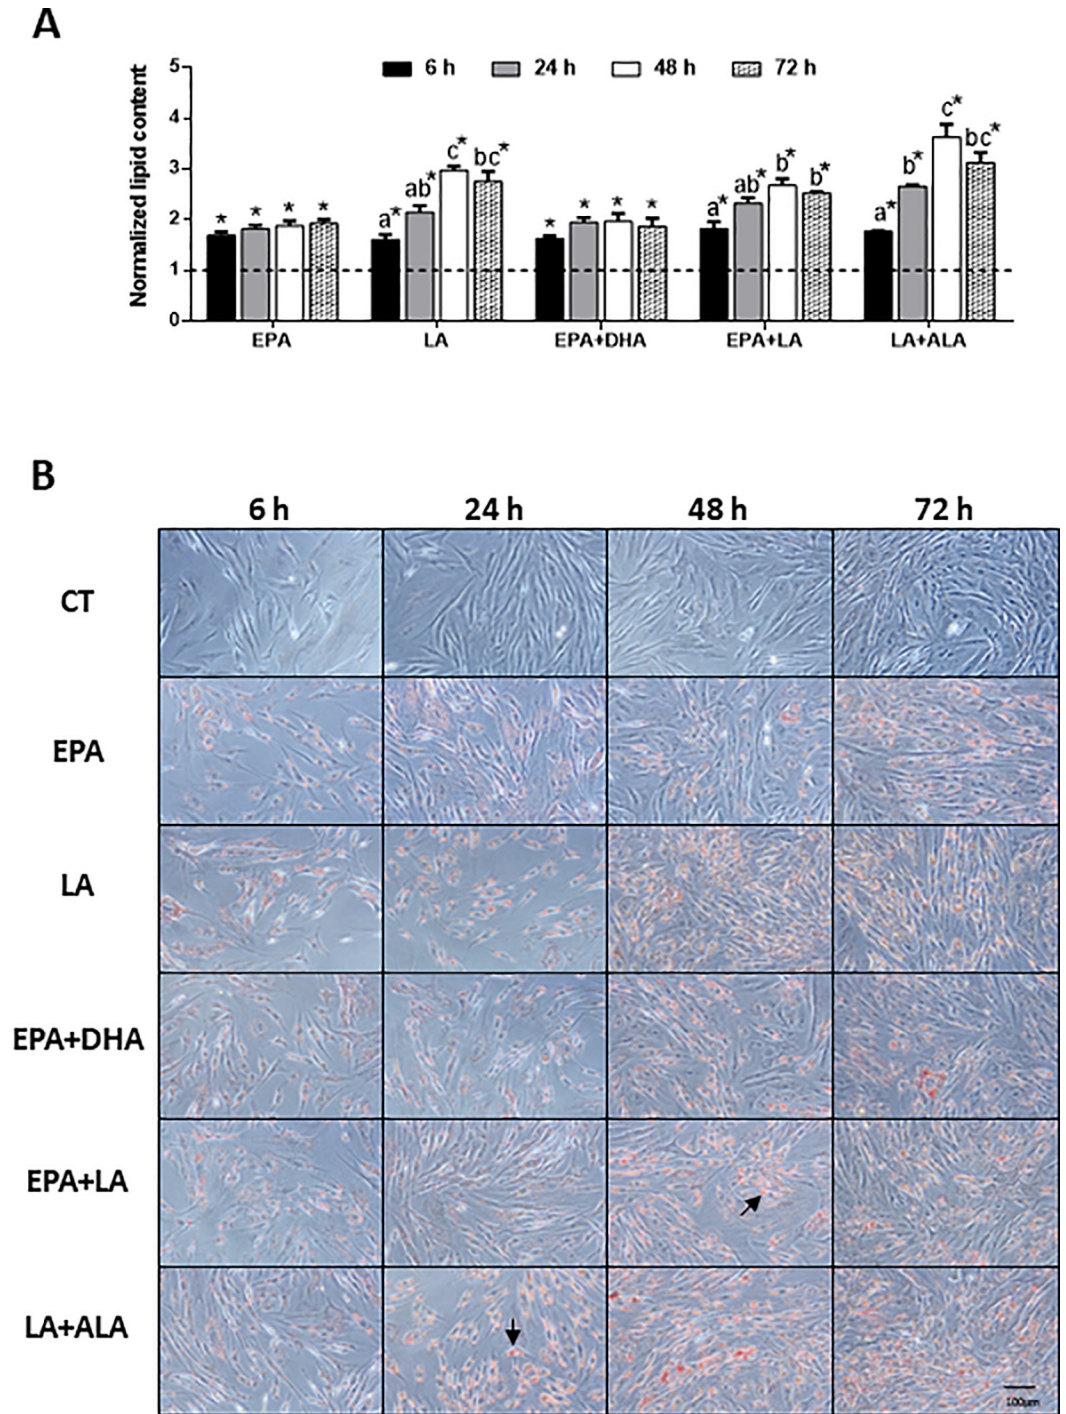 A
Normalized lipid content
5
4
3
2
1
0
6 h 24 h 48 h 72 h
* * * *
a* ab* c* bc*
* * * *
a* ab* b* b*
a* b* c* bc*
EPA LA EPA+DHA EPA+LA LA+ALA
B
6 h 24 h 48 h 72 h
CT
EPA
LA
EPA+DHA
EPA+LA
LA+ALA
100µm